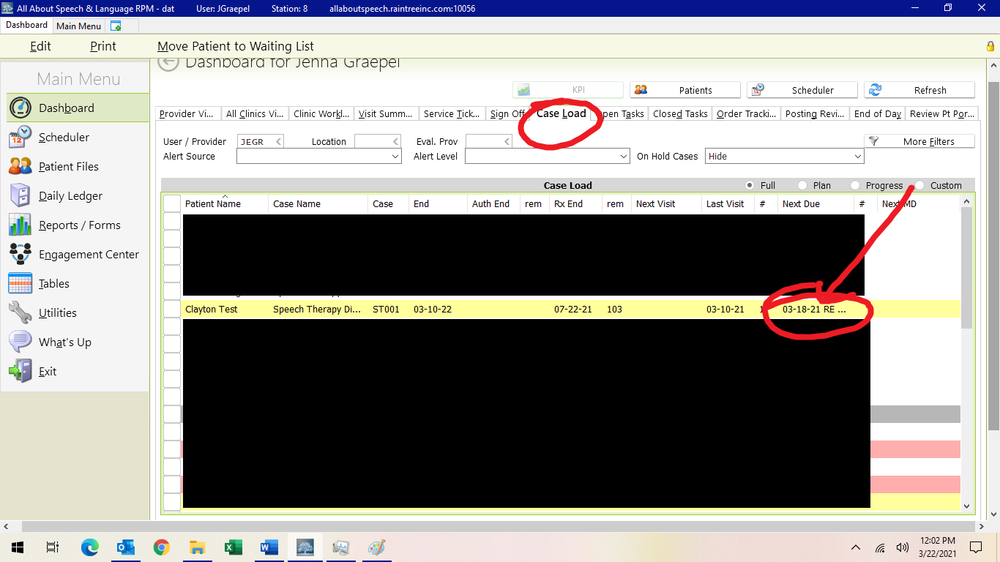 All About Speech & Language RPM - dat User: JGraepel Station: 8 allaboutspeech.raintreeinc.com:10056
Dashboard Main Menu
Edit Print Move Patient to Waiting List
Main Menu
Dashboard
Scheduler
Patient Files
Daily Ledger
Reports / Forms
Engagement Center
Tables
Utilities
What's Up
Exit
Dashboard for Jenna Graepel
KPI Patients Scheduler Refresh
Provider Vi... All Clinics Vi... Clinic Workl... Visit Summ... Service Tick... Sign Off Case Load Tasks Closed Tasks Order Tracki... Posting Revi... End of Day Review Pt Por...
User / Provider JEGR Location Eval. Prov More Filters
Alert Source Alert Level On Hold Cases Hide
Case Load Full Plan Progress Custom
Patient Name Case Name Case End Auth End rem Rx End rem Next Visit Last Visit # Next Due # Next MD
Clayton Test Speech Therapy Di... ST001 03-10-22 07-22-21 103 03-10-21 1 03-18-21 RE ...
12:02 PM
3/22/2021